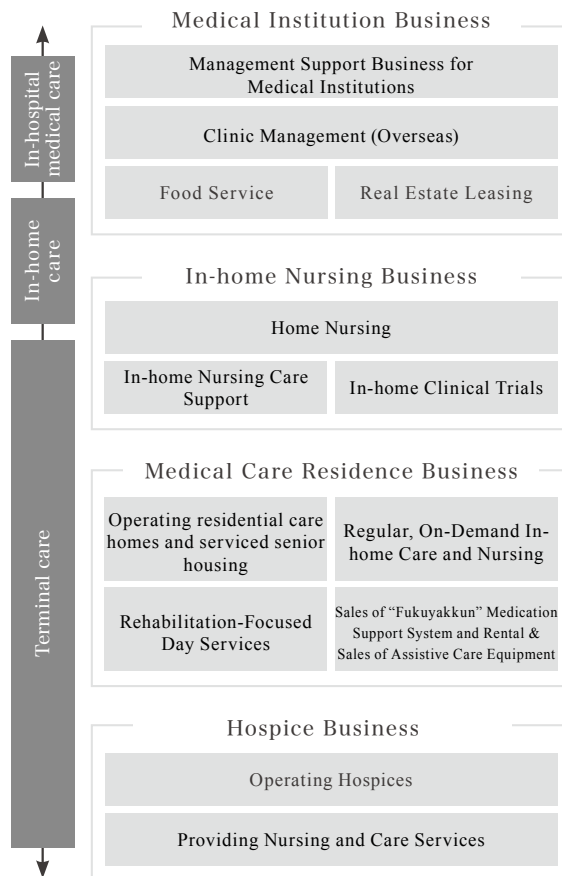 Medical Institution Business
In-hospital
medical care
Management Support Business for
Medical Institutions
Clinic Management (Overseas)
Food Service
Real Estate Leasing
In-home
care
In-home Nursing Business
Home Nursing
In-home Nursing Care
Support
In-home Clinical Trials
Terminal care
Medical Care Residence Business
Operating residential care
homes and serviced senior
housing
Regular, On-Demand In-
home Care and Nursing
Rehabilitation-Focused
Day Services
Sales of “Fukuyakkun” Medication
Support System and Rental &
Sales of Assistive Care Equipment
Hospice Business
Operating Hospices
Providing Nursing and Care Services